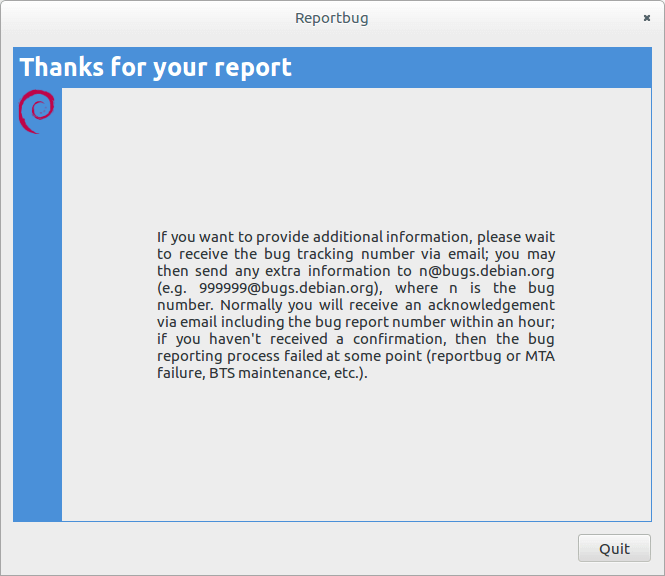 Reportbug
Thanks for your report
If you want to provide additional information, please wait
to receive the bug tracking number via email; you may
then send any extra information to n@bugs.debian.org
(e.g. 999999@bugs.debian.org), where n is the bug
number. Normally you will receive an acknowledgement
via email including the bug report number within an hour;
if you haven't received a confirmation, then the bug
reporting process failed at some point (reportbug or MTA
failure, BTS maintenance, etc.).
Quit